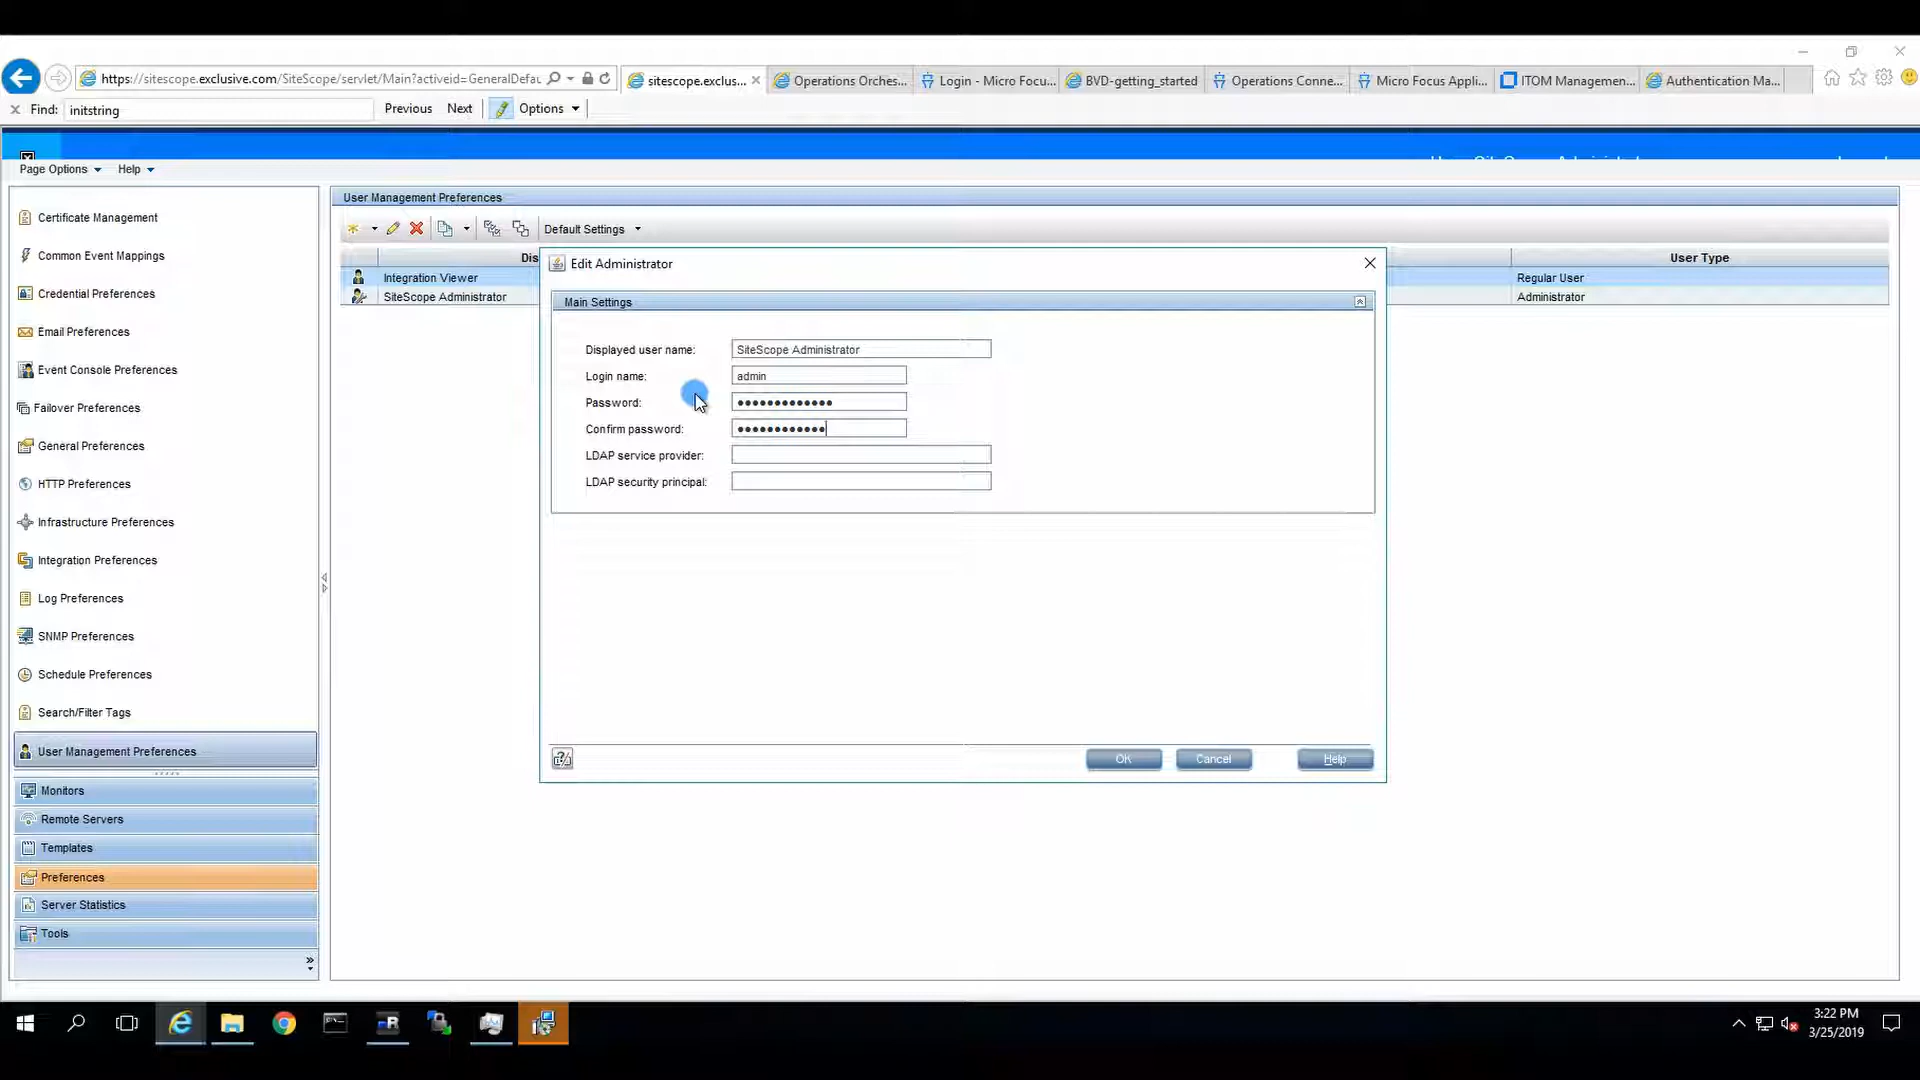 https://sitescope.exclusive.com/SiteScope/servlet/Main?activeid=GeneralDefau
sitescope.exclus...
Operations Orches...
Login - Micro Focu...
BVD-getting_started
Operations Conne...
Micro Focus Appli...
ITOM Management...
Authentication Ma...
Find: initstring Previous Next Options
Page Options Help
Certificate Management
Common Event Mappings
Credential Preferences
Email Preferences
Event Console Preferences
Failover Preferences
General Preferences
HTTP Preferences
Infrastructure Preferences
Integration Preferences
Log Preferences
SNMP Preferences
Schedule Preferences
Search/Filter Tags
User Management Preferences
Monitors
Remote Servers
Templates
Preferences
Server Statistics
Tools
User Management Preferences
Default Settings
Dis
User Type
Integration Viewer
Regular User
SiteScope Administrator
Administrator
Edit Administrator
Main Settings
Displayed user name: SiteScope Administrator
Login name: admin
Password: •••••••••••••
Confirm password: ••••••••••••
LDAP service provider:
LDAP security principal:
OK Cancel Help
3:22 PM
3/25/2019